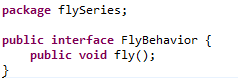 package flySeries;
public interface FlyBehavior {
    public void fly();
}